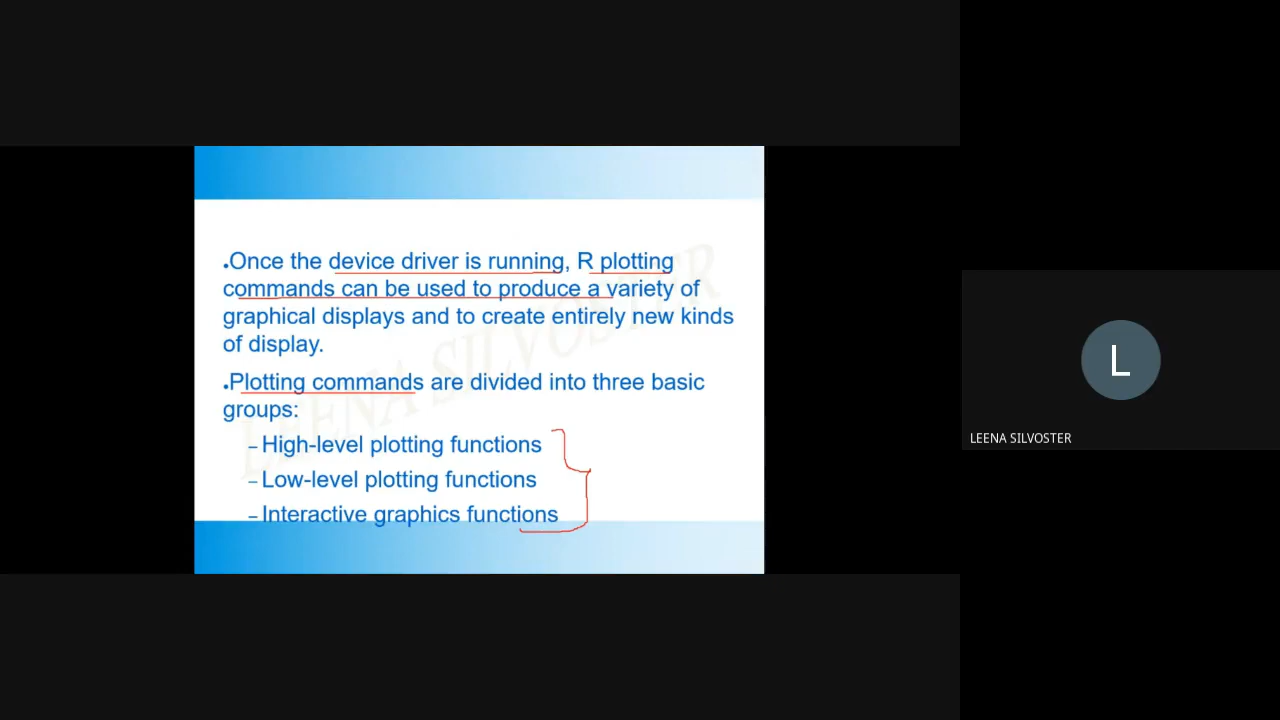 •Once the device driver is running, R plotting
commands can be used to produce a variety of
graphical displays and to create entirely new kinds
of display.
•Plotting commands are divided into three basic
groups:
– High-level plotting functions
– Low-level plotting functions
– Interactive graphics functions
LEENA SILVOSTER
L
LEENA SILVOSTER